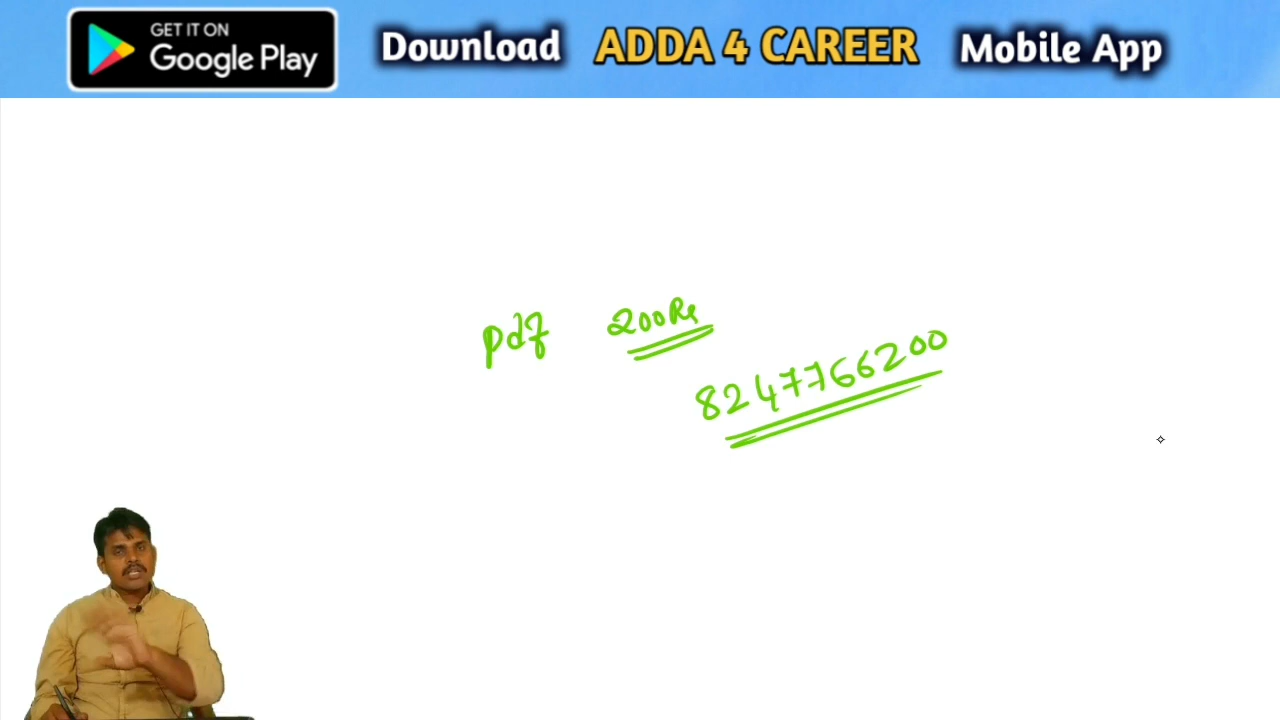 GET IT ON
Google Play
Download ADDA 4 CAREER Mobile App
pdf 200Rs
8247766200